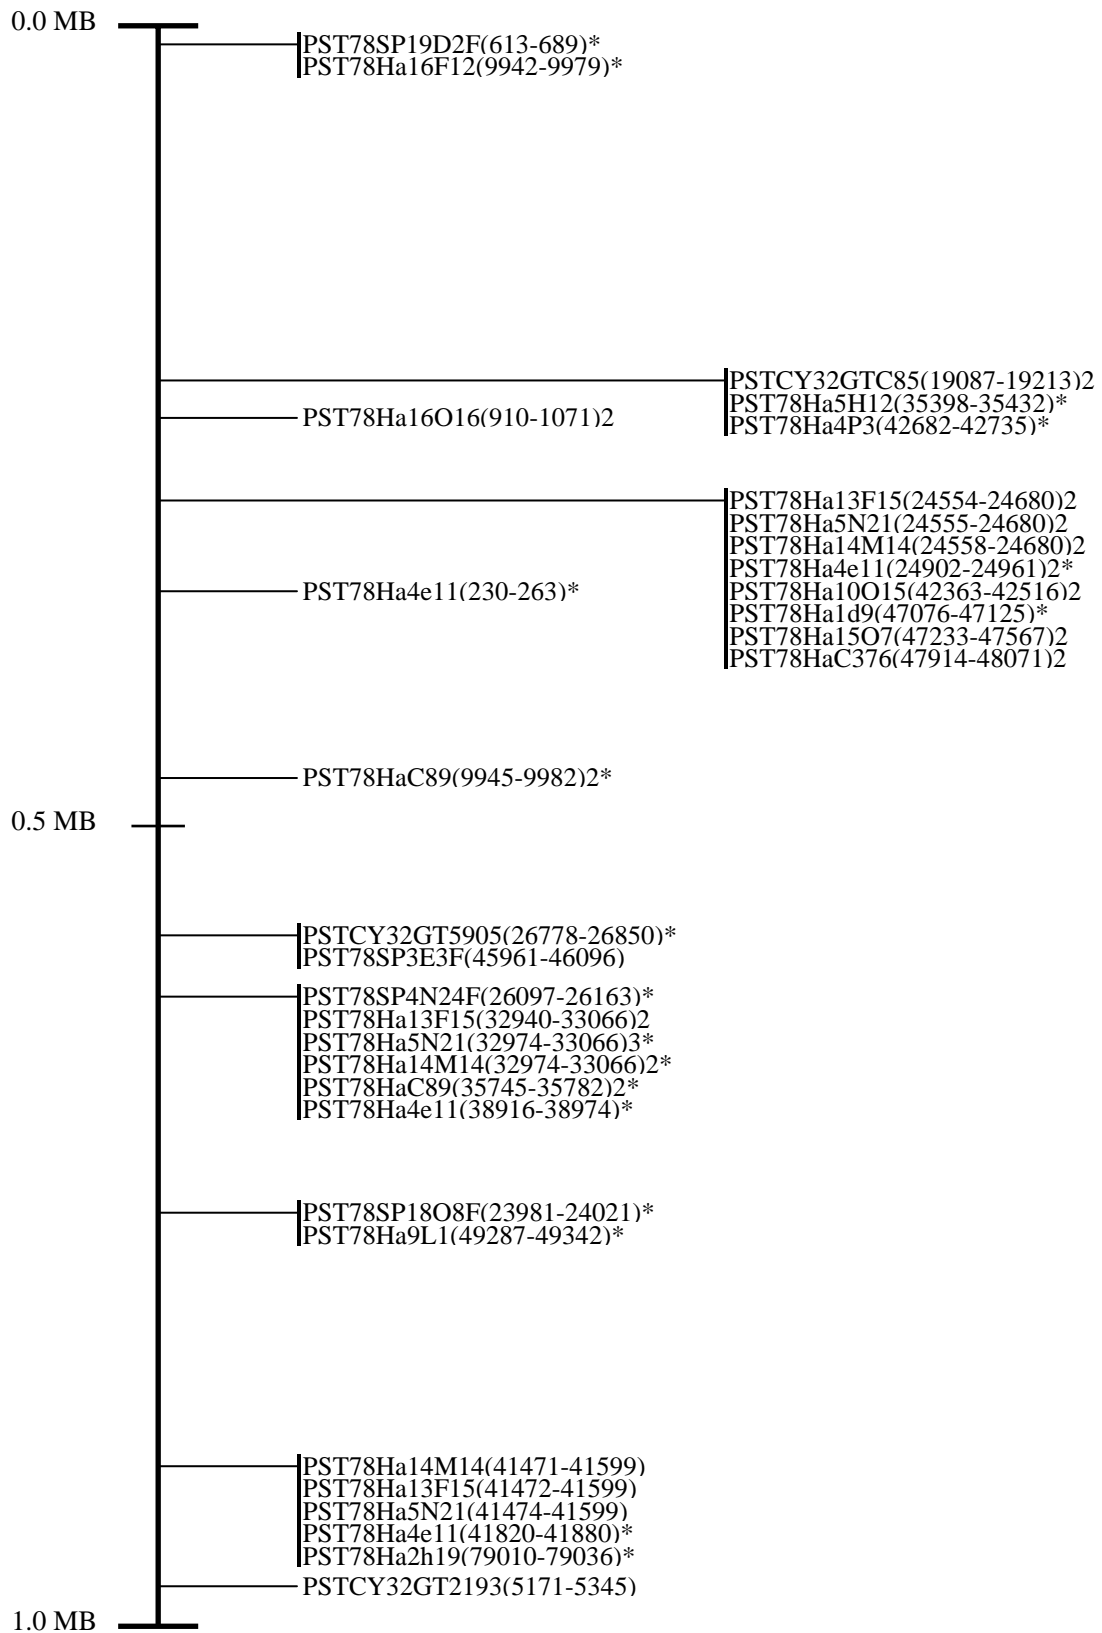 0.0 MB
PST78SP19D2F(613-689)*
PST78Ha16F12(9942-9979)*
PSTCY32GTC85(19087-19213)2
PST78Ha5H12(35398-35432)*
PST78Ha4P3(42682-42735)*
PST78Ha16O16(910-1071)2
PST78Ha13F15(24554-24680)2
PST78Ha5N21(24555-24680)2
PST78Ha14M14(24558-24680)2
PST78Ha4e11(24902-24961)2*
PST78Ha10O15(42363-42516)2
PST78Ha1d9(47076-47125)*
PST78Ha15O7(47233-47567)2
PST78HaC376(47914-48071)2
PST78Ha4e11(230-263)*
PST78HaC89(9945-9982)2*
0.5 MB
PSTCY32GT5905(26778-26850)*
PST78SP3E3F(45961-46096)
PST78SP4N24F(26097-26163)*
PST78Ha13F15(32940-33066)2
PST78Ha5N21(32974-33066)3*
PST78Ha14M14(32974-33066)2*
PST78HaC89(35745-35782)2*
PST78Ha4e11(38916-38974)*
PST78SP18O8F(23981-24021)*
PST78Ha9L1(49287-49342)*
PST78Ha14M14(41471-41599)
PST78Ha13F15(41472-41599)
PST78Ha5N21(41474-41599)
PST78Ha4e11(41820-41880)*
PST78Ha2h19(79010-79036)*
PSTCY32GT2193(5171-5345)
1.0 MB